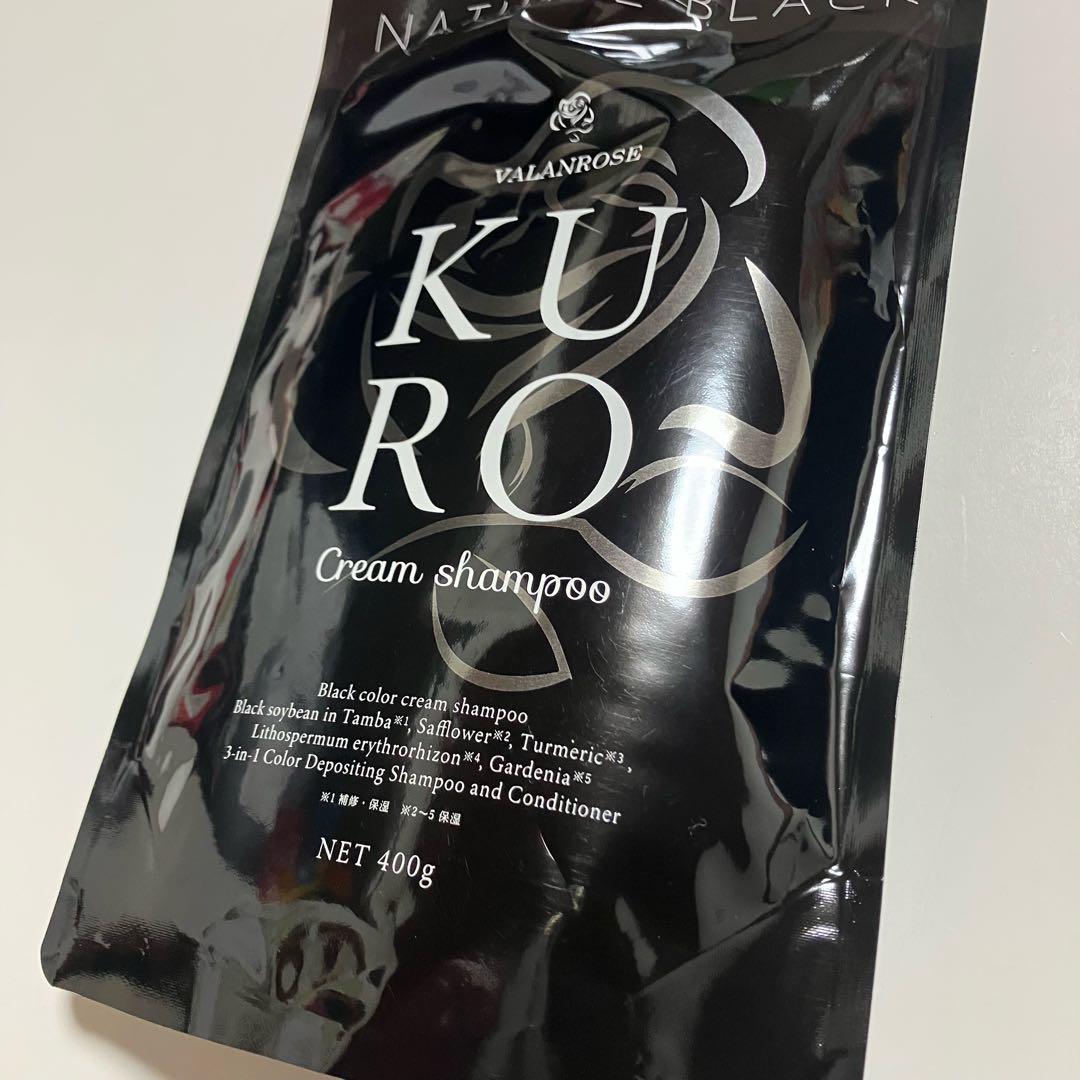 BLACK
VALANROSE
KU
RO
Cream shampoo
Black color cream shampoo
Black soybean in Tamba※1, Safflower※2, Turmeric※3,
Lithospermum erythrorhizon※4, Gardenia※5
3-in-1 Color Depositing Shampoo and Conditioner
※1 補修・保湿 ※2〜5 保湿
NET 400g